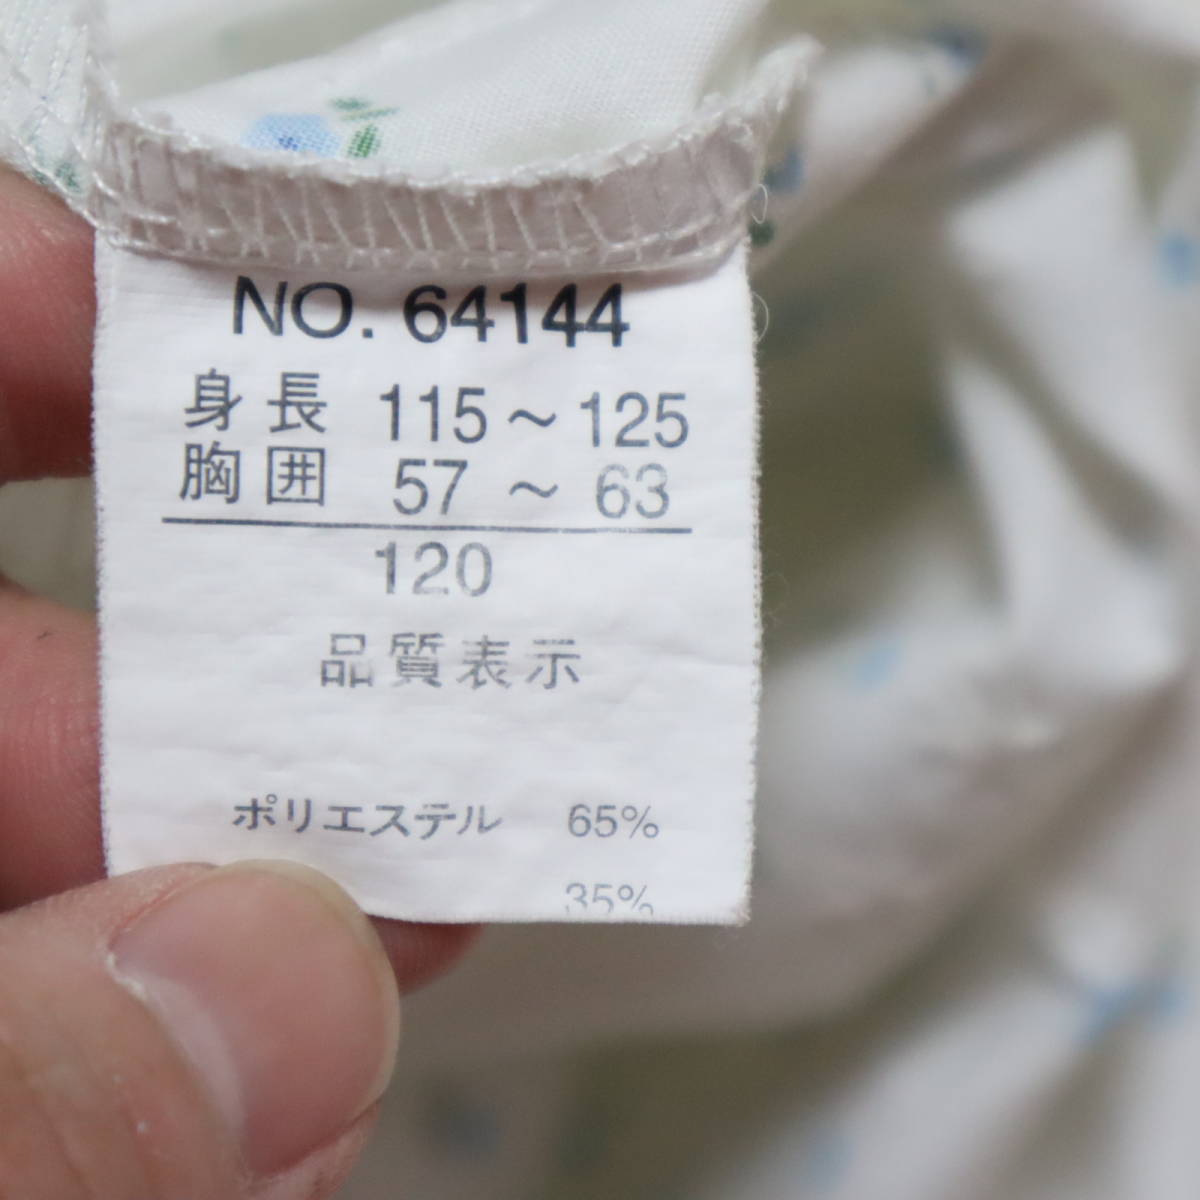 NO. 64144
身長 115～125
胸囲 57～63
120
品質表示
ポリエステル 65%
35%